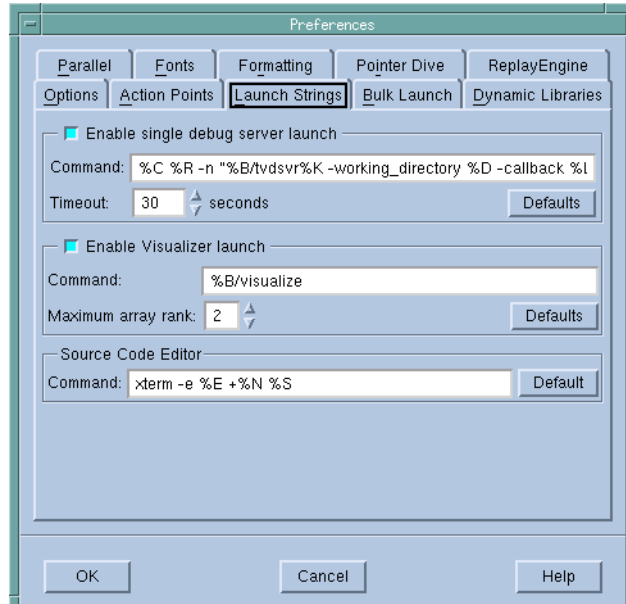 Preferences
Parallel Fonts Formatting Pointer Dive ReplayEngine
Options Action Points Launch Strings Bulk Launch Dynamic Libraries
Enable single debug server launch
Command: %C %R -n "%B/tvdsvr%K -working_directory %D -callback %l
Timeout: 30 seconds Defaults
Enable Visualizer launch
Command: %B/visualize
Maximum array rank: 2 Defaults
Source Code Editor
Command: xterm -e %E +%N %S Default
OK Cancel Help